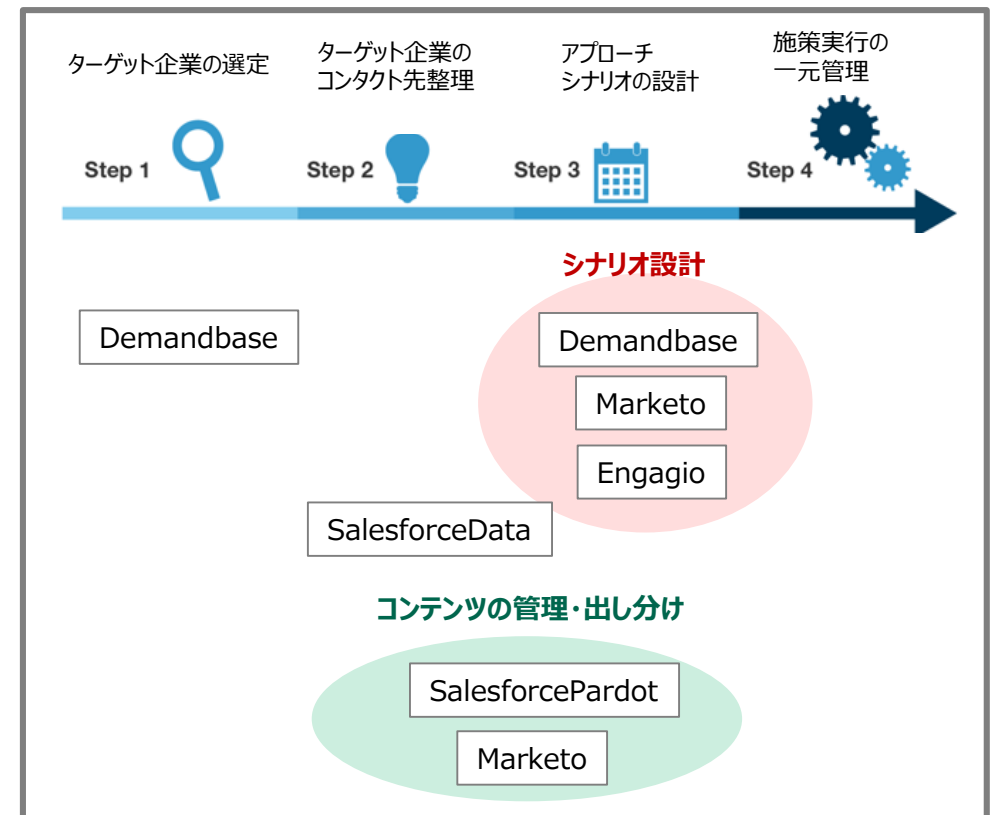 ターゲット企業の選定
ターゲット企業の
コンタクト先整理
アプローチ
シナリオの設計
施策実行の
一元管理
Step 1
Step 2
Step 3
Step 4
シナリオ設計
Demandbase
Demandbase
Marketo
Engagio
SalesforceData
コンテンツの管理・出し分け
SalesforcePardot
Marketo